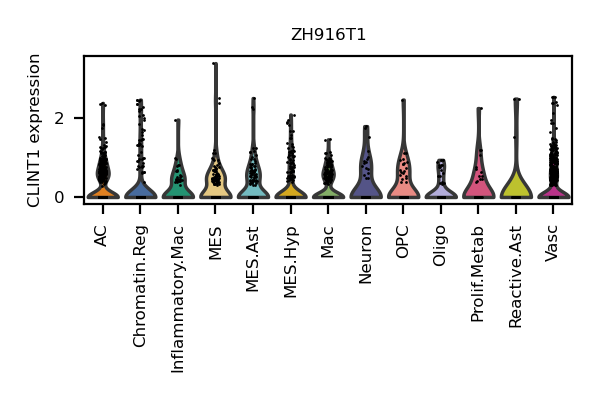 ZH916T1
CLINT1 expression
2
0
AC
Chromatin.Reg
Inflammatory.Mac
MES
MES.Ast
MES.Hyp
Mac
Neuron
OPC
Oligo
Prolif.Metab
Reactive.Ast
Vasc